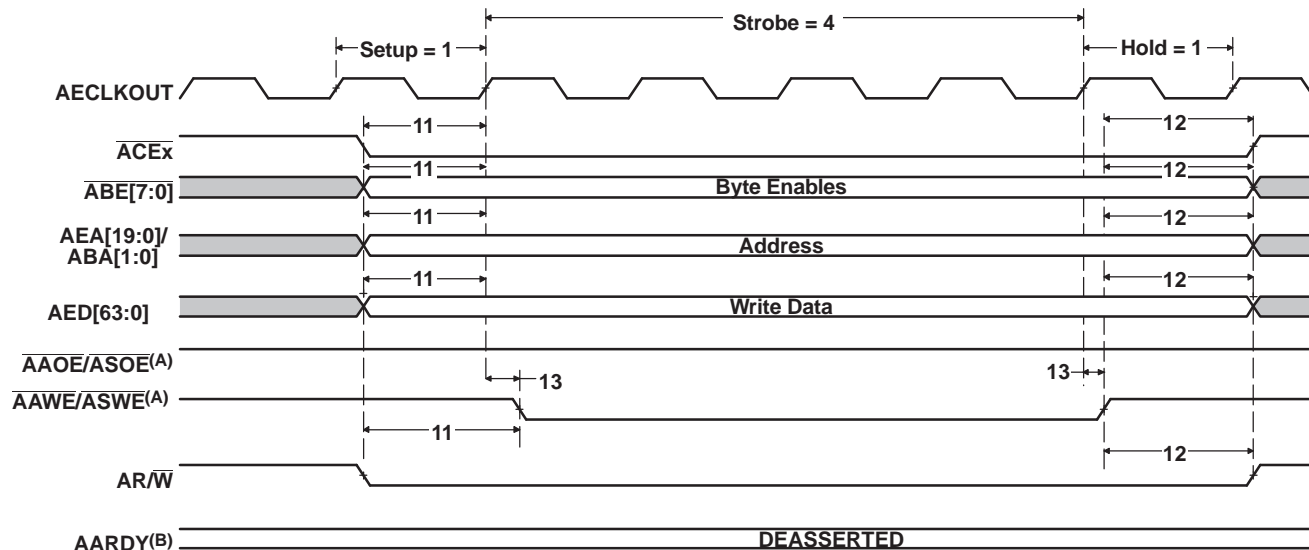 Strobe = 4
Setup = 1
Hold = 1
AECLKOUT
11
12
ACEx
11
12
ABE[7:0]
Byte Enables
11
12
AEA[19:0]/
ABA[1:0]
Address
11
12
AED[63:0]
Write Data
AAOE/ASOE(A)
13
13
AAWE/ASWE(A)
11
12
AR/W
AARDY(B)
DEASSERTED